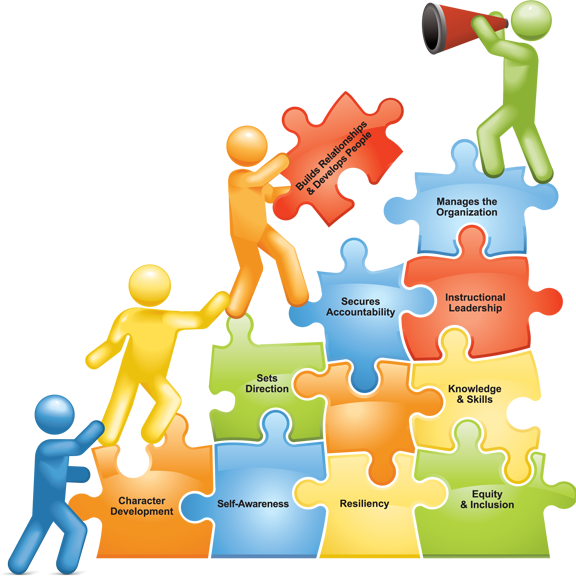 Builds Relationships
& Develops People
Manages the
Organization
Secures
Accountability
Instructional
Leadership
Sets
Direction
Knowledge
& Skills
Character
Development
Self-Awareness
Resiliency
Equity
& Inclusion